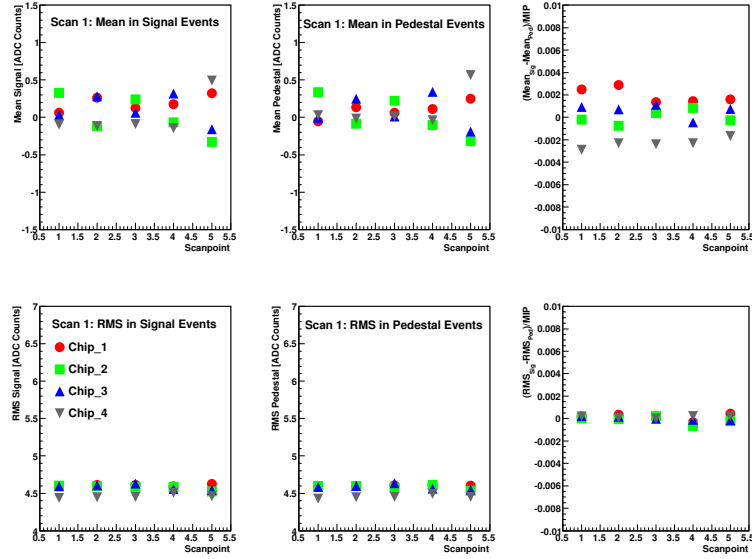 Scan 1: Mean in Signal Events
Mean Signal [ADC Counts]
1.5
1
0.5
0
-0.5
-1
-1.5
0.5 1 1.5 2 2.5 3 3.5 4 4.5 5 5.5
Scanpoint
Scan 1: Mean in Pedestal Events
Mean Pedestal [ADC Counts]
1.5
1
0.5
0
-0.5
-1
-1.5
0.5 1 1.5 2 2.5 3 3.5 4 4.5 5 5.5
Scanpoint
(Mean_Sig-Mean_Ped)/MIP
0.01
0.008
0.006
0.004
0.002
0
-0.002
-0.004
-0.006
-0.008
-0.01
0.5 1 1.5 2 2.5 3 3.5 4 4.5 5 5.5
Scanpoint
Scan 1: RMS in Signal Events
Chip_1
Chip_2
Chip_3
Chip_4
RMS Signal [ADC Counts]
7
6.5
6
5.5
5
4.5
4
0.5 1 1.5 2 2.5 3 3.5 4 4.5 5 5.5
Scanpoint
Scan 1: RMS in Pedestal Events
RMS Pedestal [ADC Counts]
7
6.5
6
5.5
5
4.5
4
0.5 1 1.5 2 2.5 3 3.5 4 4.5 5 5.5
Scanpoint
(RMS_Sig-RMS_Ped)/MIP
0.01
0.008
0.006
0.004
0.002
0
-0.002
-0.004
-0.006
-0.008
-0.01
0.5 1 1.5 2 2.5 3 3.5 4 4.5 5 5.5
Scanpoint